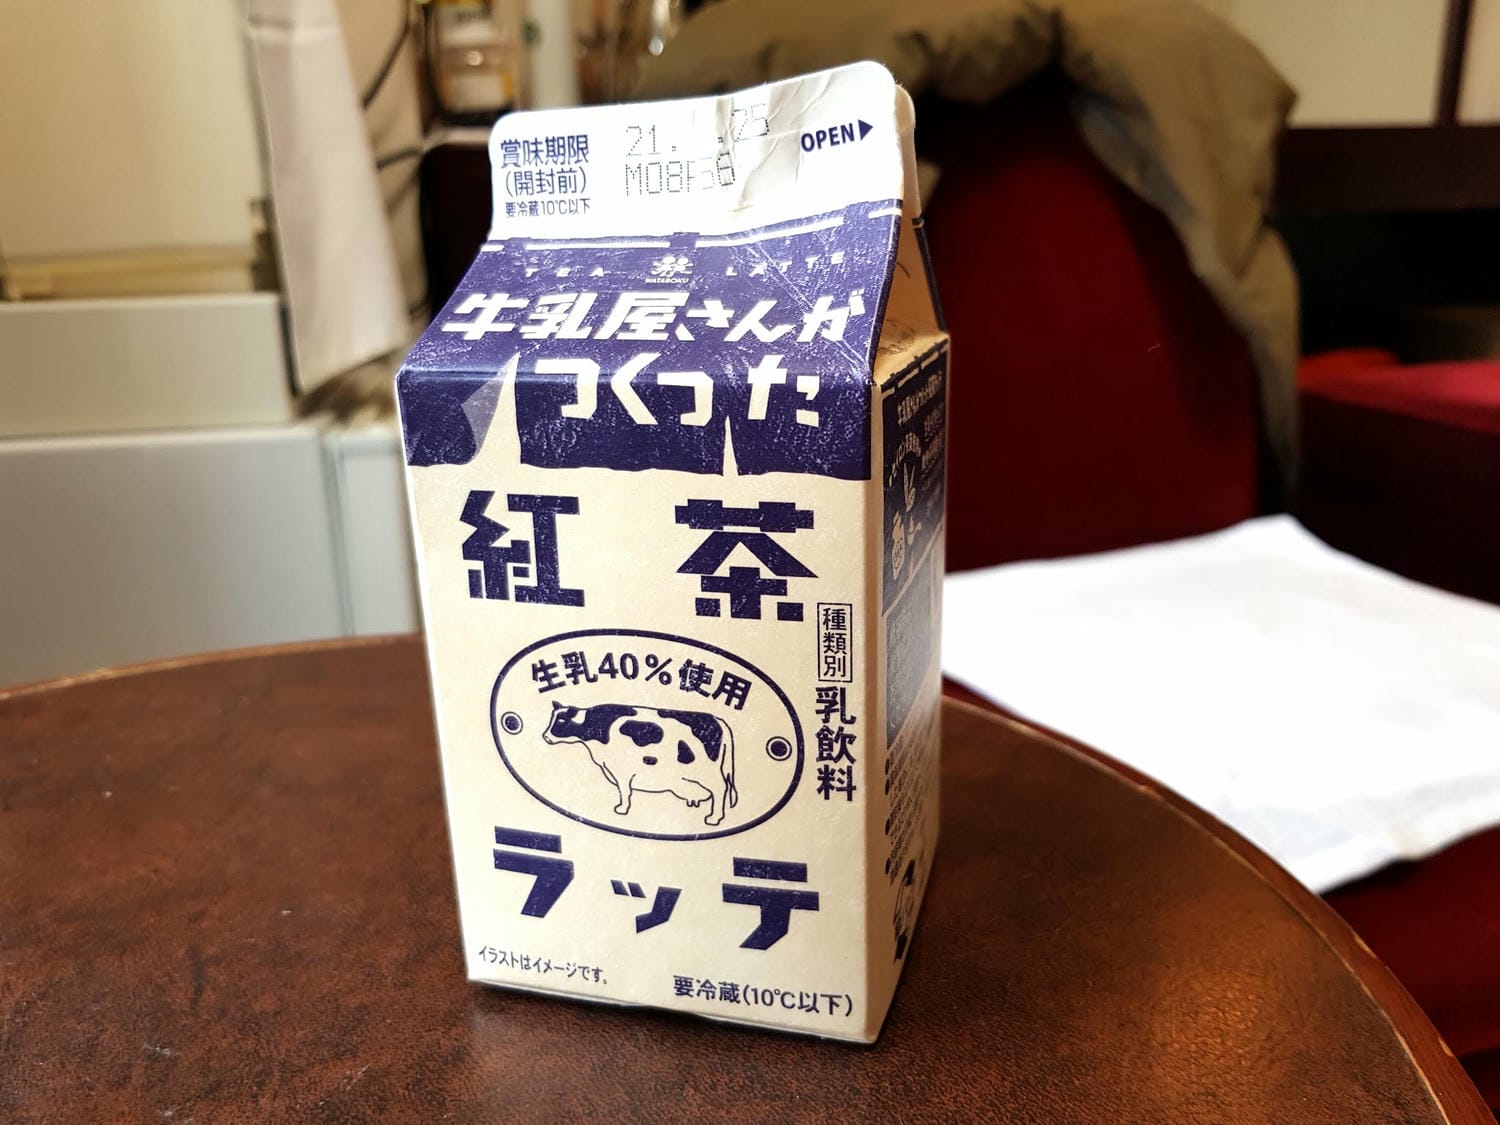 賞味期限
(開封前)
要冷蔵10℃以下
OPEN▶
TEA LATTE
WATABOKU
牛乳屋さんが
つくった
紅茶
生乳40%使用
種類別 乳飲料
ラッテ
イラストはイメージです。
要冷蔵(10℃以下)